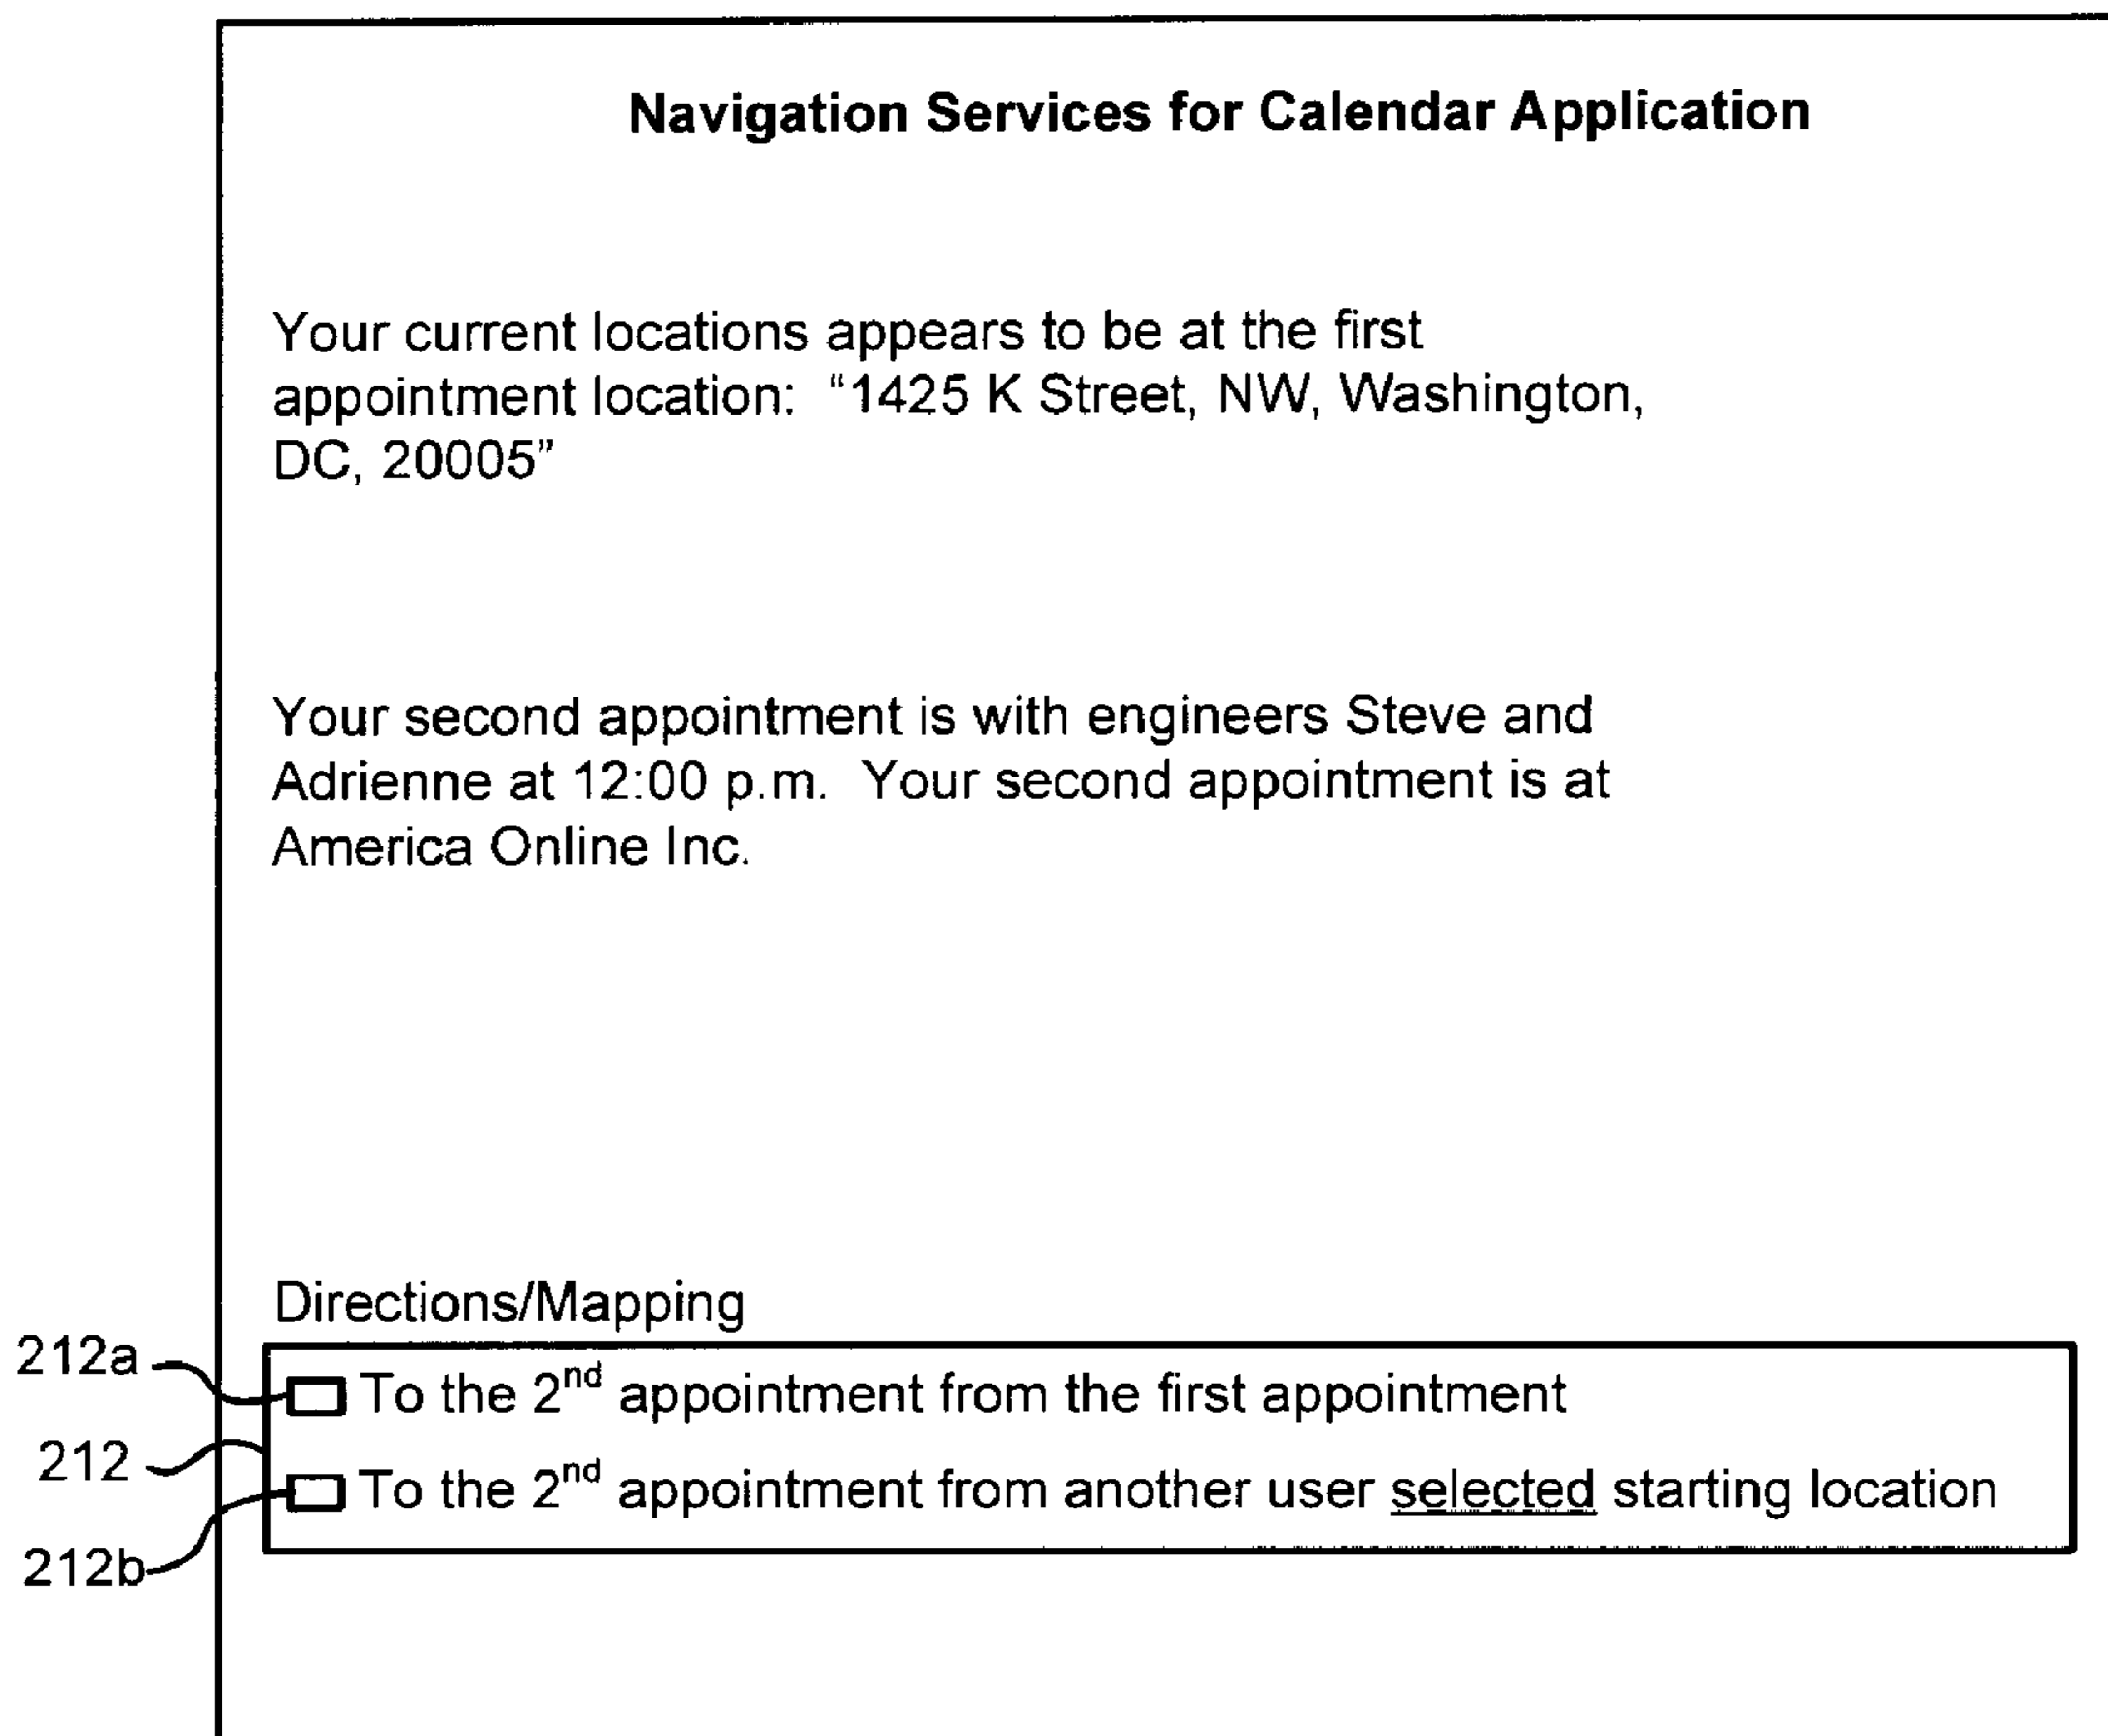 Navigation Services for Calendar Application
Your current locations appears to be at the first
appointment location: “1425 K Street, NW, Washington,
DC, 20005”
Your second appointment is with engineers Steve and
Adrienne at 12:00 p.m. Your second appointment is at
America Online Inc.
Directions/Mapping
212a
To the 2nd appointment from the first appointment
212
To the 2nd appointment from another user selected starting location
212b